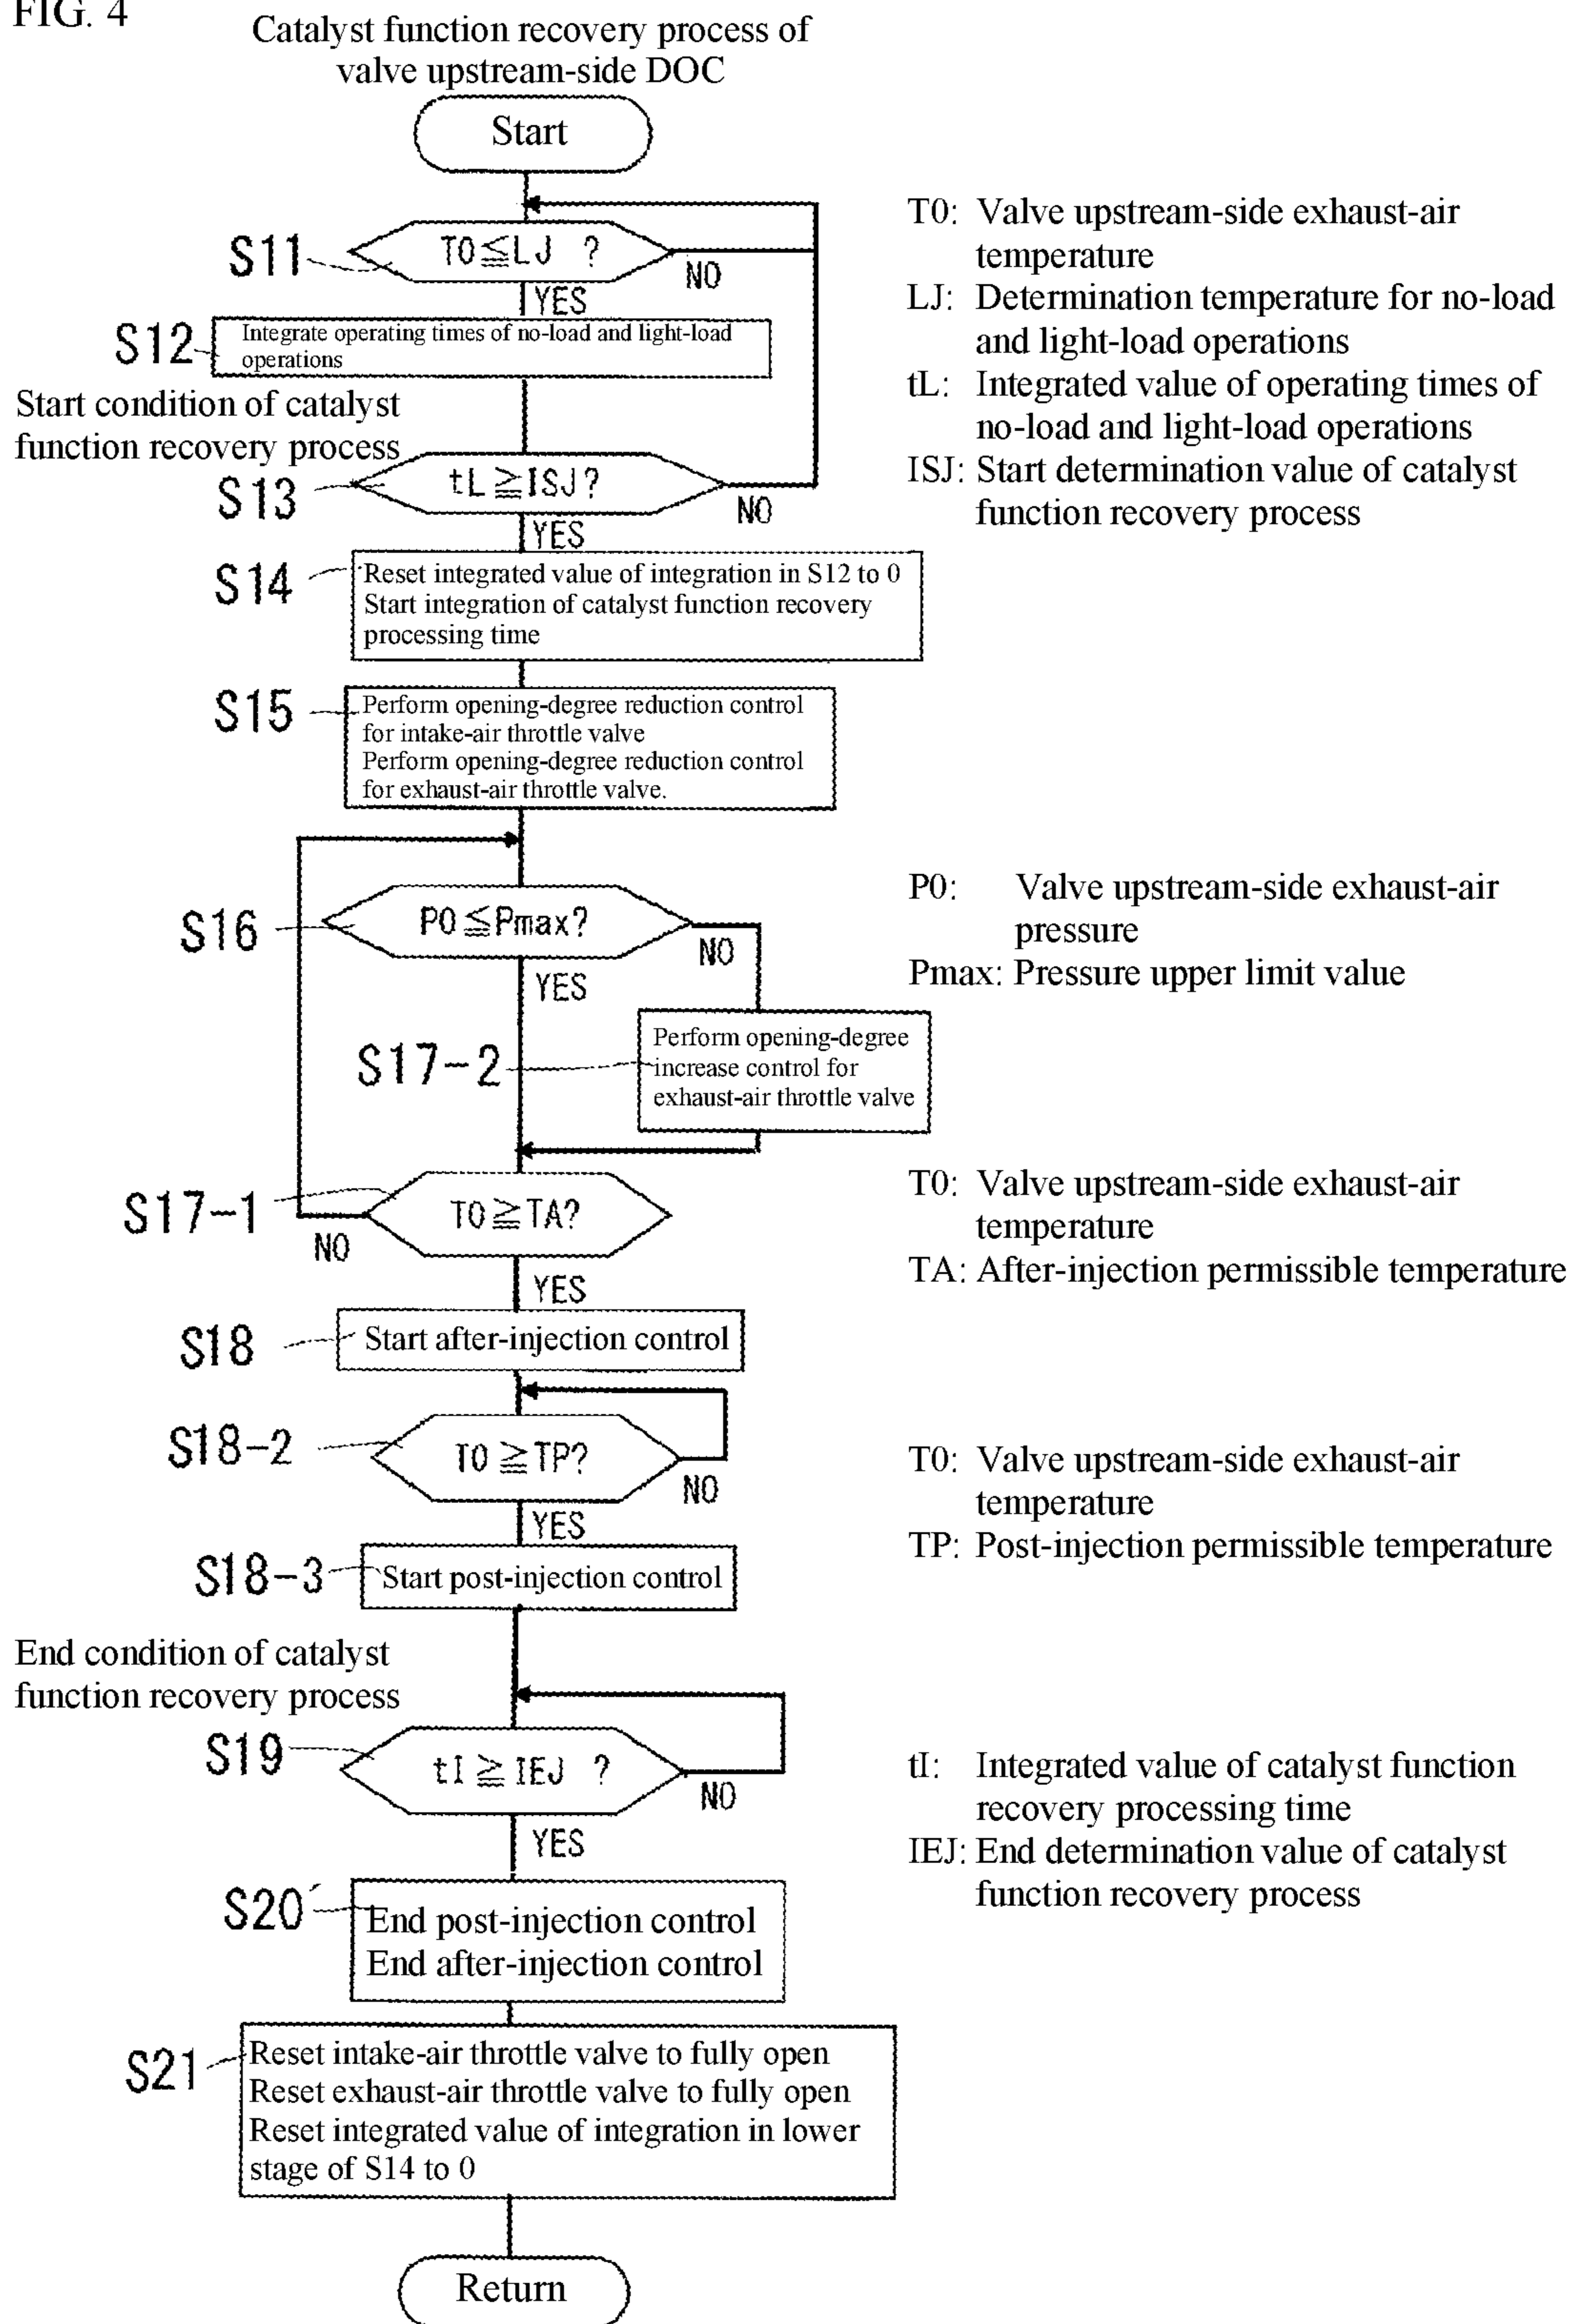 FIG. 4
Catalyst function recovery process of
valve upstream-side DOC
Start
S11
T0≦LJ ?
NO
YES
S12
Integrate operating times of no-load and light-load
operations
Start condition of catalyst
function recovery process
S13
tL≧ISJ?
NO
YES
T0: Valve upstream-side exhaust-air
temperature
LJ: Determination temperature for no-load
and light-load operations
tL: Integrated value of operating times of
no-load and light-load operations
ISJ: Start determination value of catalyst
function recovery process
S14
Reset integrated value of integration in S12 to 0
Start integration of catalyst function recovery
processing time
S15
Perform opening-degree reduction control
for intake-air throttle valve
Perform opening-degree reduction control
for exhaust-air throttle valve.
S16
P0≦Pmax?
NO
YES
P0: Valve upstream-side exhaust-air
pressure
Pmax: Pressure upper limit value
S17-2
Perform opening-degree
increase control for
exhaust-air throttle valve
S17-1
T0≧TA?
NO
YES
T0: Valve upstream-side exhaust-air
temperature
TA: After-injection permissible temperature
S18
Start after-injection control
S18-2
T0≧TP?
NO
YES
T0: Valve upstream-side exhaust-air
temperature
TP: Post-injection permissible temperature
S18-3
Start post-injection control
End condition of catalyst
function recovery process
S19
tI≧IEJ ?
NO
YES
tI: Integrated value of catalyst function
recovery processing time
IEJ: End determination value of catalyst
function recovery process
S20
End post-injection control
End after-injection control
S21
Reset intake-air throttle valve to fully open
Reset exhaust-air throttle valve to fully open
Reset integrated value of integration in lower
stage of S14 to 0
Return